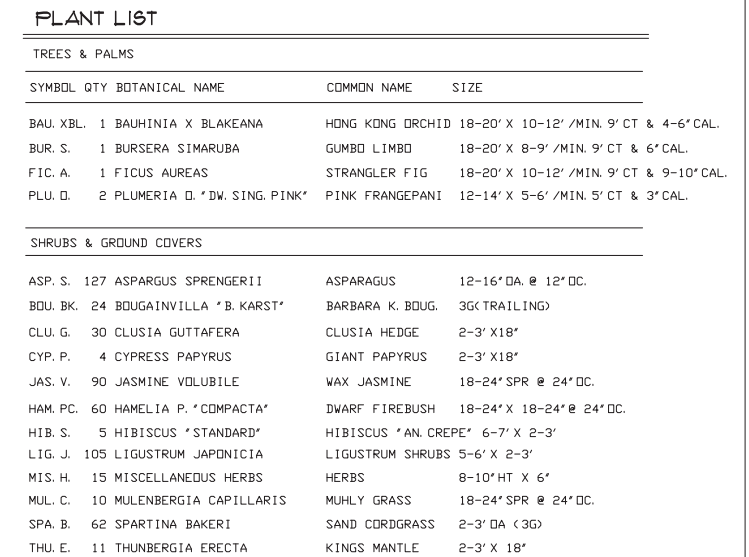 PLANT LIST
TREES & PALMS
SYMBOL QTY BOTANICAL NAME COMMON NAME SIZE
BAU. XBL. 1 BAUHINIA X BLAKEANA HONG KONG ORCHID 18-20' X 10-12' /MIN. 9' CT & 4-6" CAL.
BUR. S. 1 BURSERA SIMARUBA GUMBO LIMBO 18-20' X 8-9' /MIN. 9' CT & 6" CAL.
FIC. A. 1 FICUS AUREAS STRANGLER FIG 18-20' X 10-12' /MIN. 9' CT & 9-10" CAL.
PLU. O. 2 PLUMERIA O. "DW. SING. PINK" PINK FRANGEPANI 12-14' X 5-6' /MIN. 5' CT & 3" CAL.
SHRUBS & GROUND COVERS
ASP. S. 127 ASPARGUS SPRENGERII ASPARAGUS 12-16" OA. @ 12" OC.
BOU. BK. 24 BOUGAINVILLA "B. KARST" BARBARA K. BOUG. 3G(TRAILING)
CLU. G. 30 CLUSIA GUTTAFERA CLUSIA HEDGE 2-3' X18"
CYP. P. 4 CYPRESS PAPYRUS GIANT PAPYRUS 2-3' X18"
JAS. V. 90 JASMINE VOLUBILE WAX JASMINE 18-24" SPR @ 24" OC.
HAM. PC. 60 HAMELIA P. "COMPACTA" DWARF FIREBUSH 18-24" X 18-24" @ 24" OC.
HIB. S. 5 HIBISCUS "STANDARD" HIBISCUS "AN. CREPE" 6-7' X 2-3'
LIG. J. 105 LIGUSTRUM JAPONICIA LIGUSTRUM SHRUBS 5-6' X 2-3'
MIS. H. 15 MISCELLANEOUS HERBS HERBS 8-10" HT X 6"
MUL. C. 10 MULENBERGIA CAPILLARIS MUHLY GRASS 18-24" SPR @ 24" OC.
SPA. B. 62 SPARTINA BAKERI SAND CORDGRASS 2-3' OA (3G)
THU. E. 11 THUNBERGIA ERECTA KINGS MANTLE 2-3' X 18"